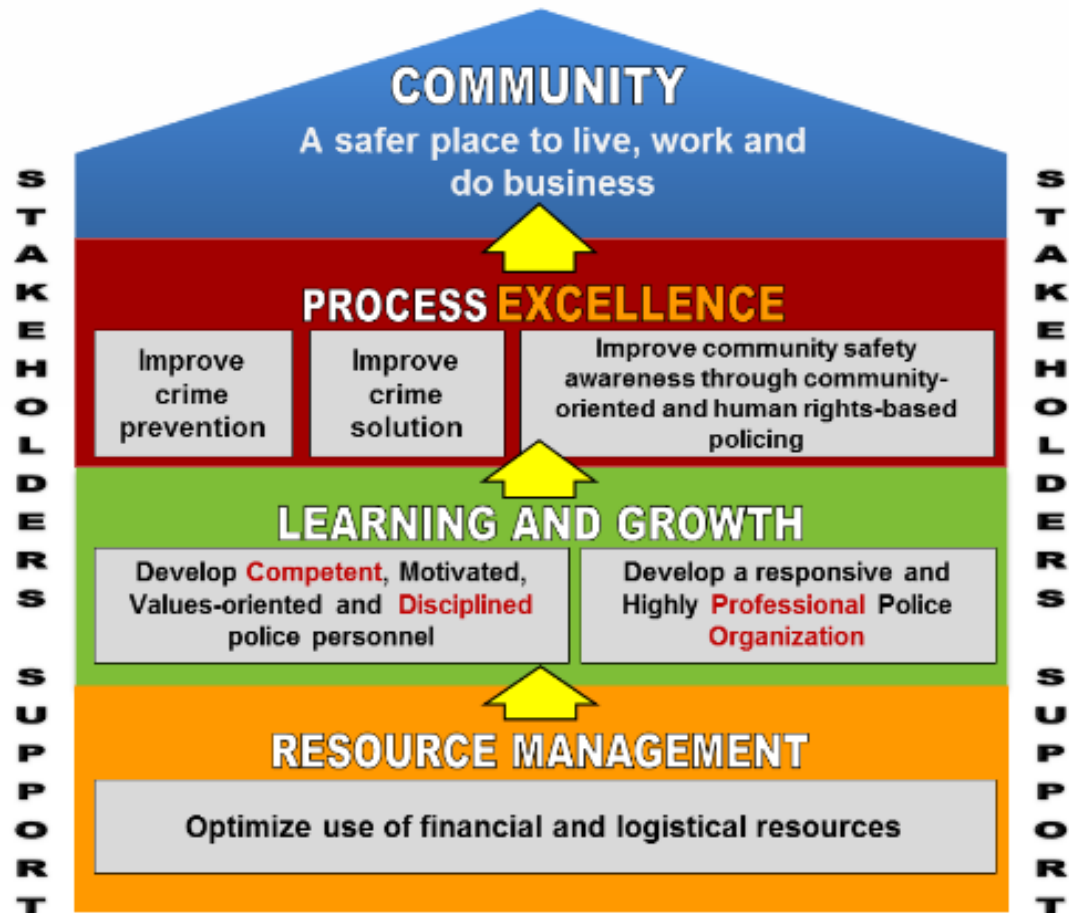 COMMUNITY
A safer place to live, work and
do business
PROCESS EXCELLENCE
Improve
crime
prevention
Improve
crime
solution
Improve community safety
awareness through community-
oriented and human rights-based
policing
LEARNING AND GROWTH
Develop Competent, Motivated,
Values-oriented and Disciplined
police personnel
Develop a responsive and
Highly Professional Police
Organization
RESOURCE MANAGEMENT
Optimize use of financial and logistical resources
STAKEHOLDERS SUPPORT
STAKEHOLDERS SUPPORT